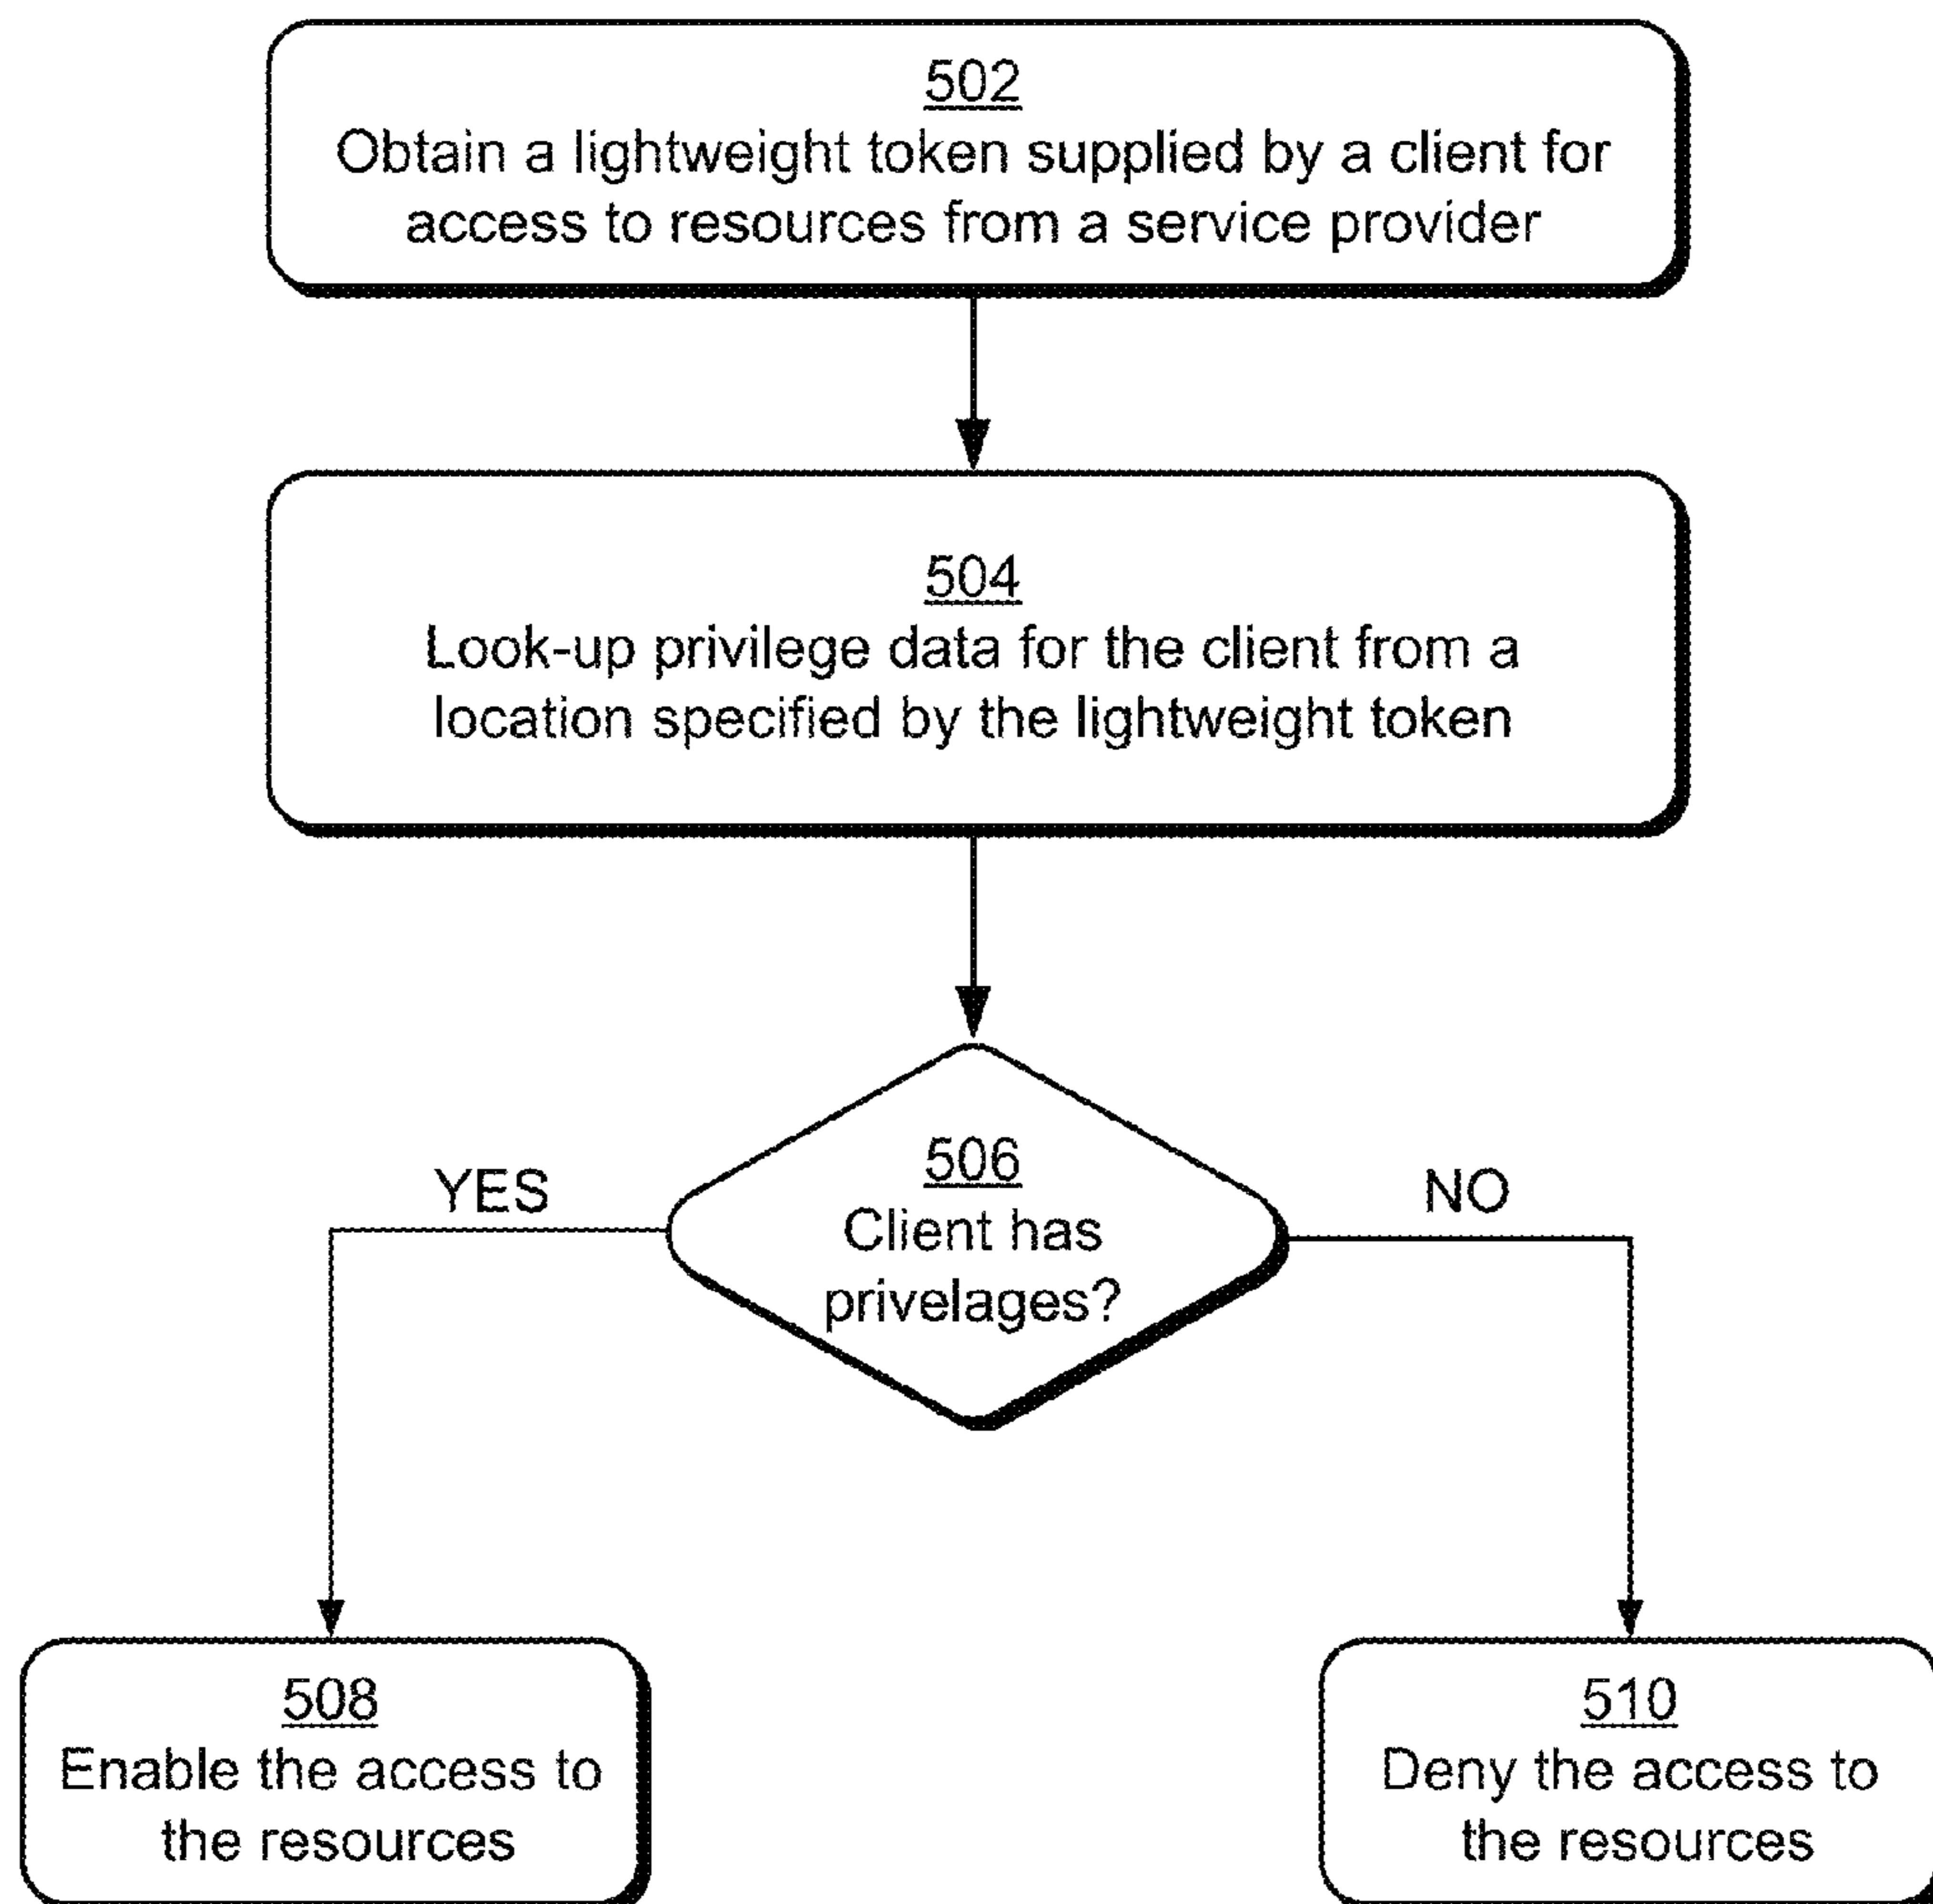 502
Obtain a lightweight token supplied by a client for
access to resources from a service provider
504
Look-up privilege data for the client from a
location specified by the lightweight token
506
Client has
privelages?
YES
NO
508
Enable the access to
the resources
510
Deny the access to
the resources